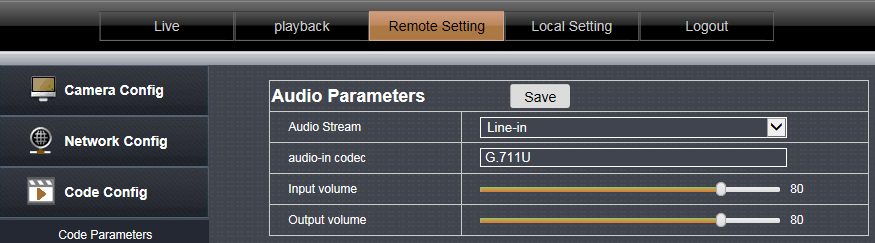 Live playback Remote Setting Local Setting Logout
Camera Config
Network Config
Code Config
Code Parameters
Audio Parameters Save
Audio Stream Line-in
audio-in codec G.711U
Input volume 80
Output volume 80